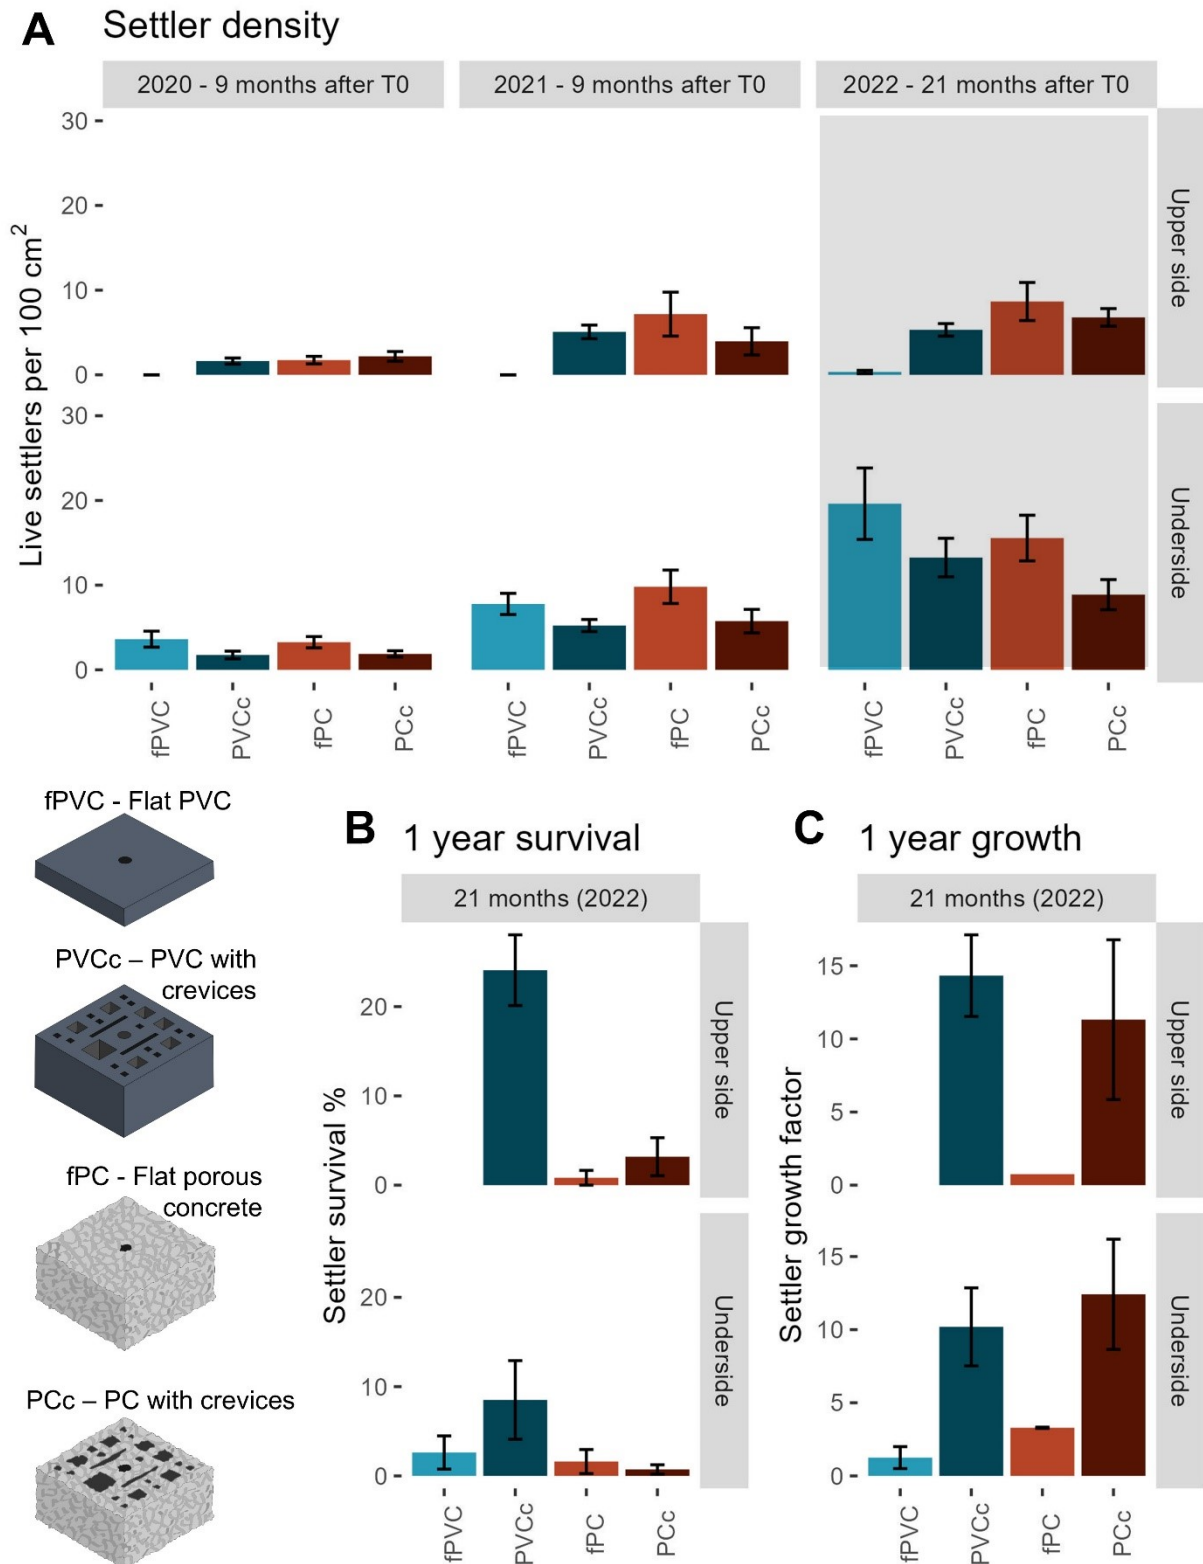 A Settler density
2020 - 9 months after T0
2021 - 9 months after T0
2022 - 21 months after T0
Live settlers per 100 cm²
30
20
10
0
Upper side
30
20
10
0
Underside
fPVC
PVCc
fPC
PCc
fPVC
PVCc
fPC
PCc
fPVC
PVCc
fPC
PCc
fPVC - Flat PVC
PVCc – PVC with
crevices
fPC - Flat porous
concrete
PCc – PC with crevices
B 1 year survival
21 months (2022)
Settler survival %
20
10
0
Upper side
20
10
0
Underside
fPVC
PVCc
fPC
PCc
C 1 year growth
21 months (2022)
Settler growth factor
15
10
5
0
Upper side
15
10
5
0
Underside
fPVC
PVCc
fPC
PCc